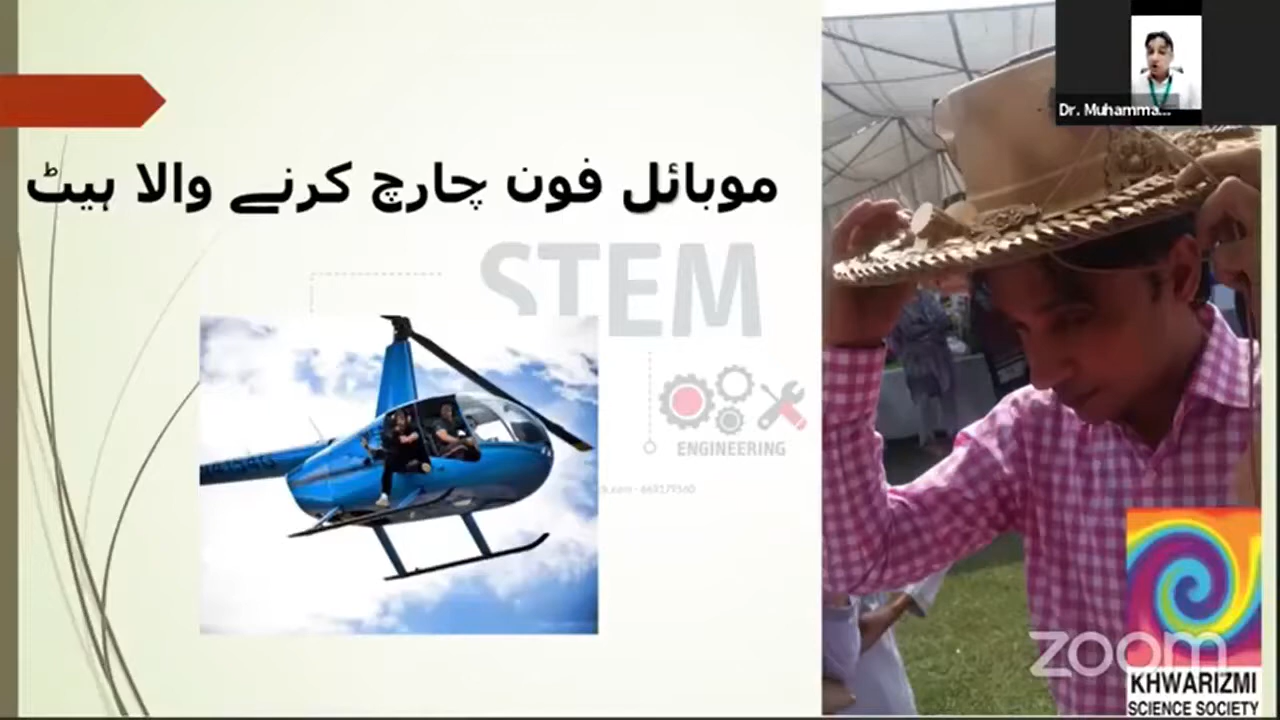 Dr. Muhamma...
موبائل فون چارج کرنے والا ہیٹ
STEM
ENGINEERING
zoom
KHWARIZMI
SCIENCE SOCIETY